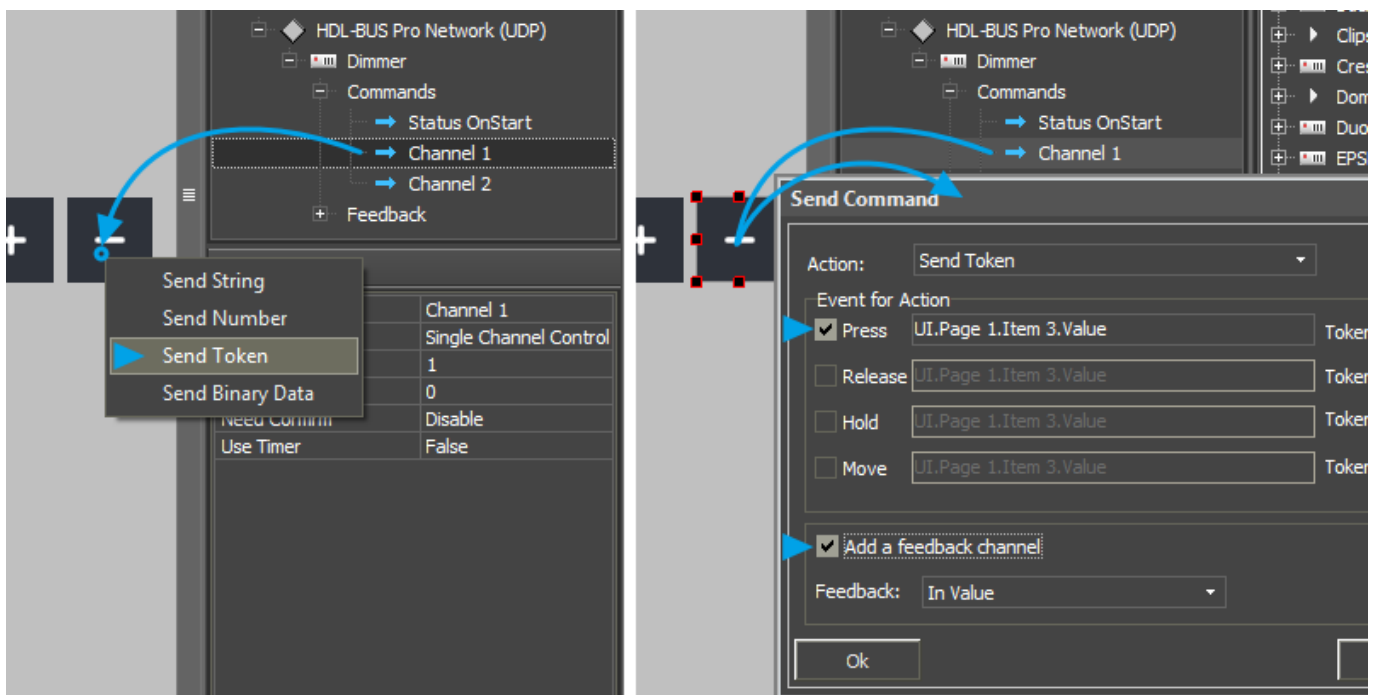 HDL-BUS Pro Network (UDP)
Dimmer
Commands
Status OnStart
Channel 1
Channel 2
Feedback
+
−
Send String
Send Number
Send Token
Send Binary Data
Channel 1
Single Channel Control
1
0
Need Confirm
Disable
Use Timer
False
HDL-BUS Pro Network (UDP)
Dimmer
Commands
Status OnStart
Channel 1
Clips
Cres
Dom
Duo
EPS
+
−
Send Command
Action:
Send Token
Event for Action
Press
UI.Page 1.Item 3.Value
Token
Release
UI.Page 1.Item 3.Value
Token
Hold
UI.Page 1.Item 3.Value
Token
Move
UI.Page 1.Item 3.Value
Token
Add a feedback channel
Feedback:
In Value
Ok